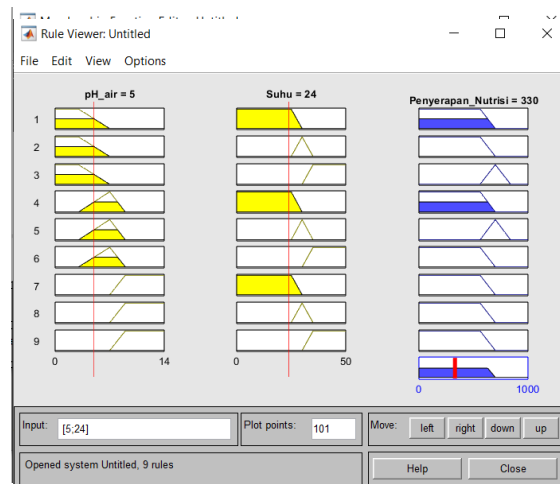 Rule Viewer: Untitled
File Edit View Options
pH_air = 5
Suhu = 24
Penyerapan_Nutrisi = 330
1
2
3
4
5
6
7
8
9
0 14
0 50
0 1000
Input: [5;24]
Plot points: 101
Move: left right down up
Opened system Untitled, 9 rules
Help Close